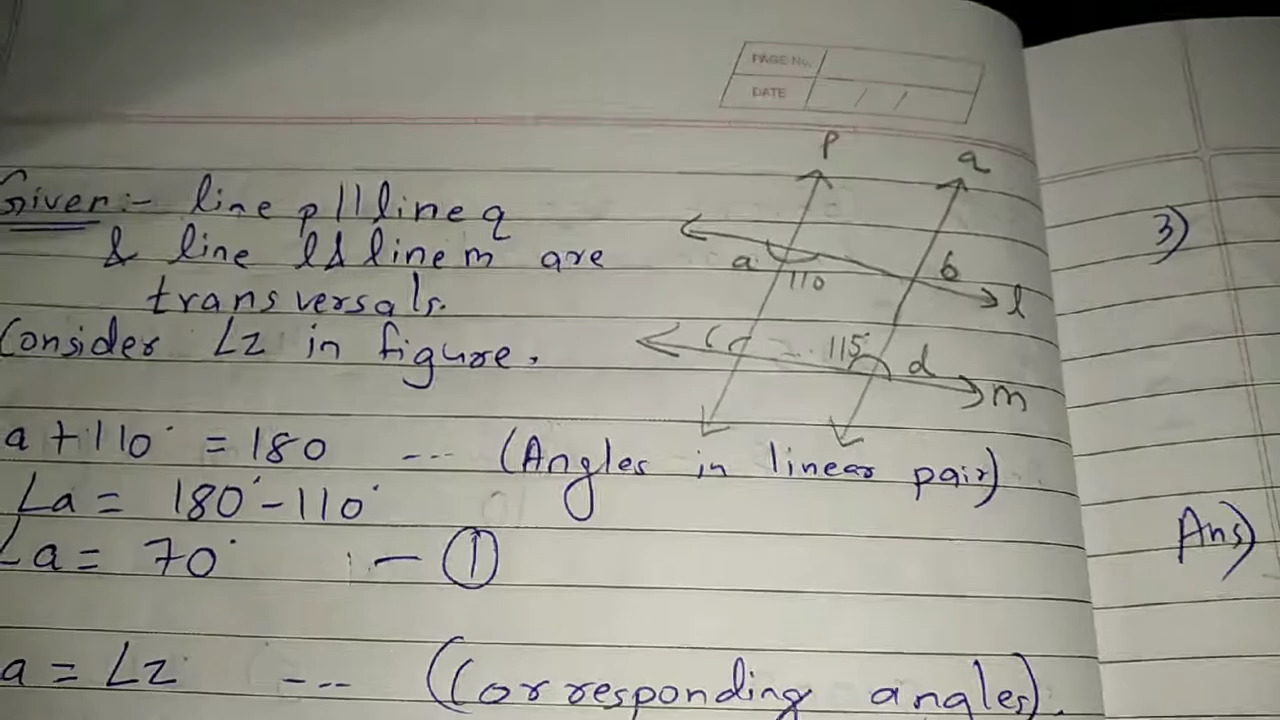 PAGE No.
DATE / /
p q
Given:- line p || line q
& line l & line m are
transversals.
Consider ∠z in figure.
a 110 b l
c 115° d m
3)
a + 110° = 180 --- (Angles in linear pair)
∠a = 180° - 110°
∠a = 70° - ①
Ans)
a = ∠z --- (Corresponding angles).